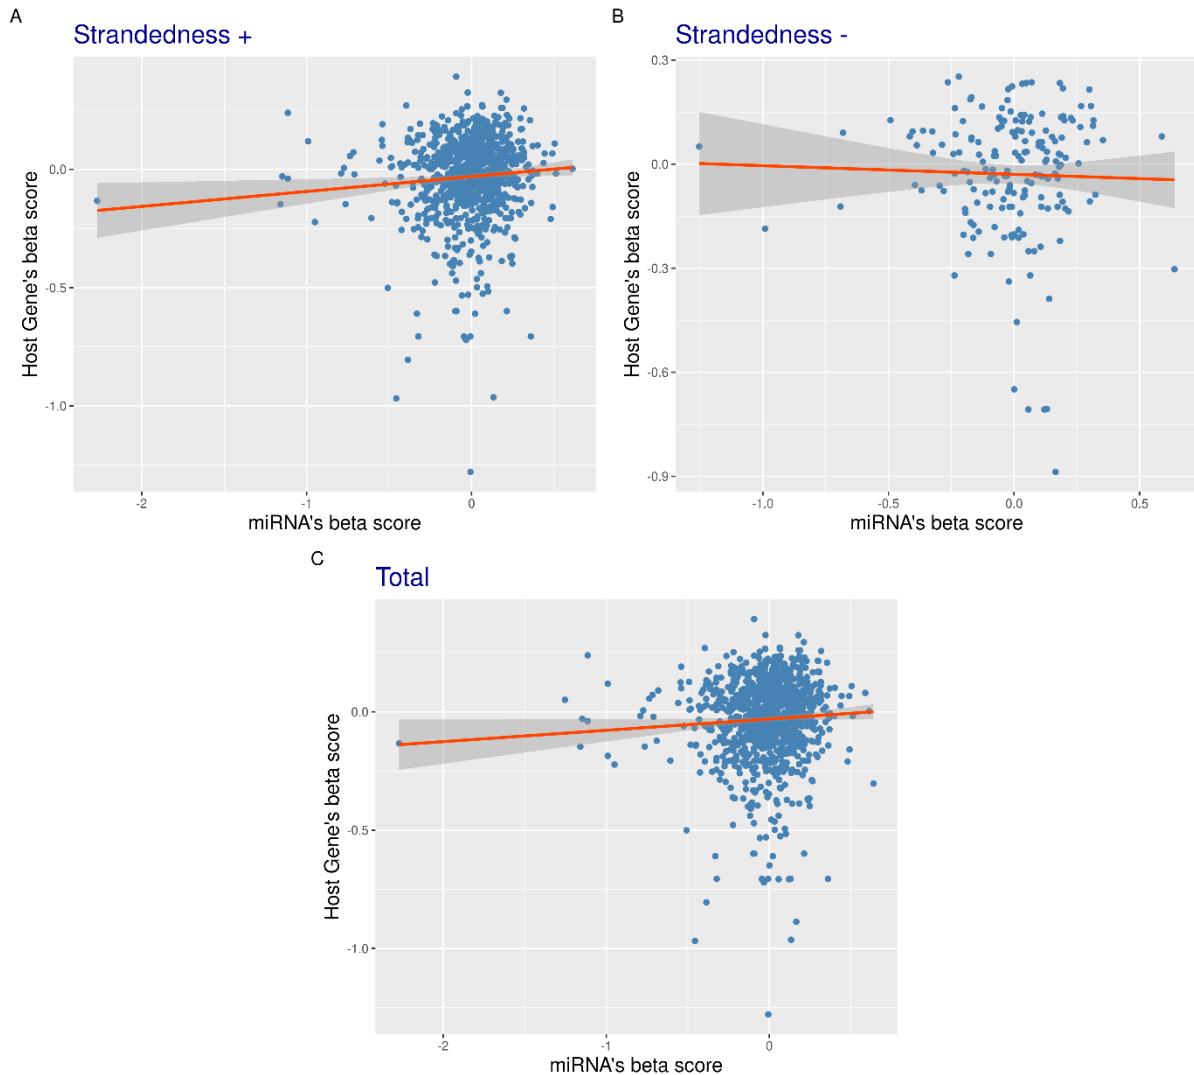 A
Strandedness +
Host Gene's beta score
0.0
-0.5
-1.0
-2
-1
0
miRNA's beta score
B
Strandedness -
Host Gene's beta score
0.3
0.0
-0.3
-0.6
-0.9
-1.0
-0.5
0.0
0.5
miRNA's beta score
C
Total
Host Gene's beta score
0.0
-0.5
-1.0
-2
-1
0
miRNA's beta score